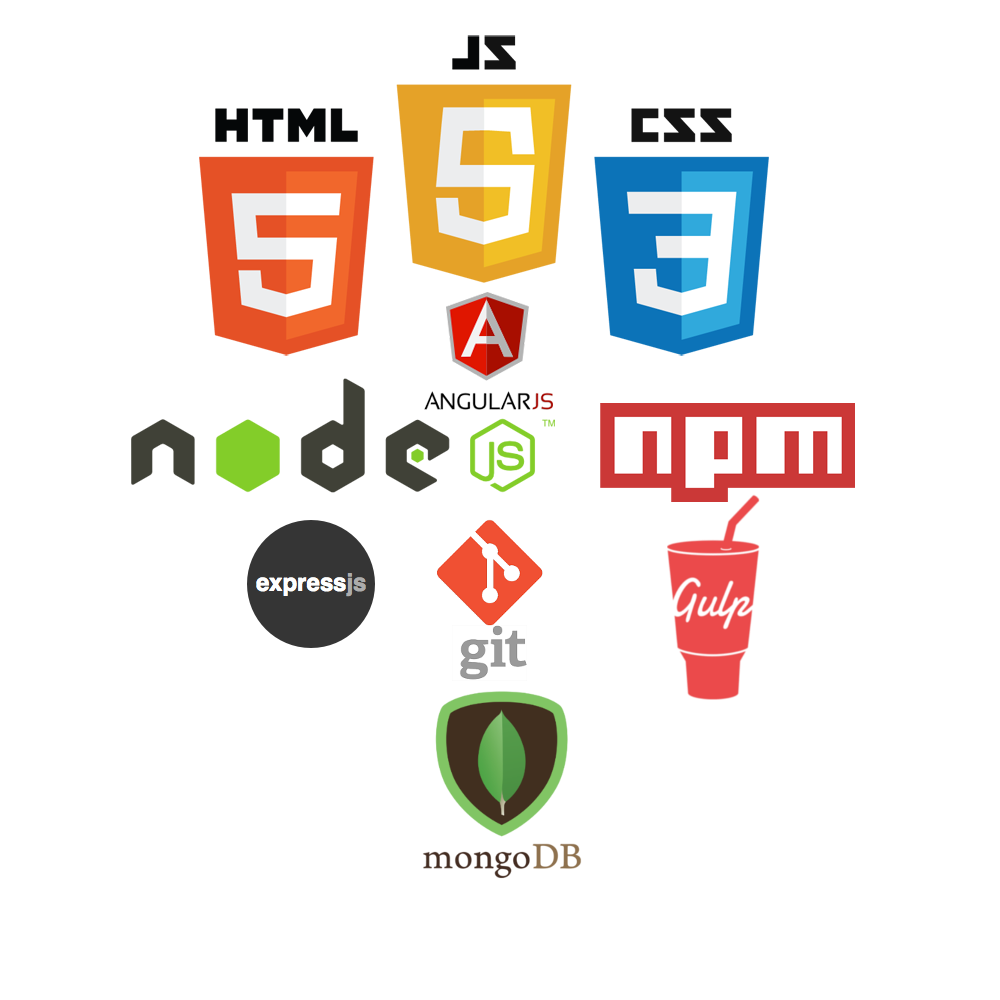 JS
HTML
CSS
5
5
3
A
ANGULARJS
node
JS
TM
npm
expressjs
git
Gulp
mongoDB